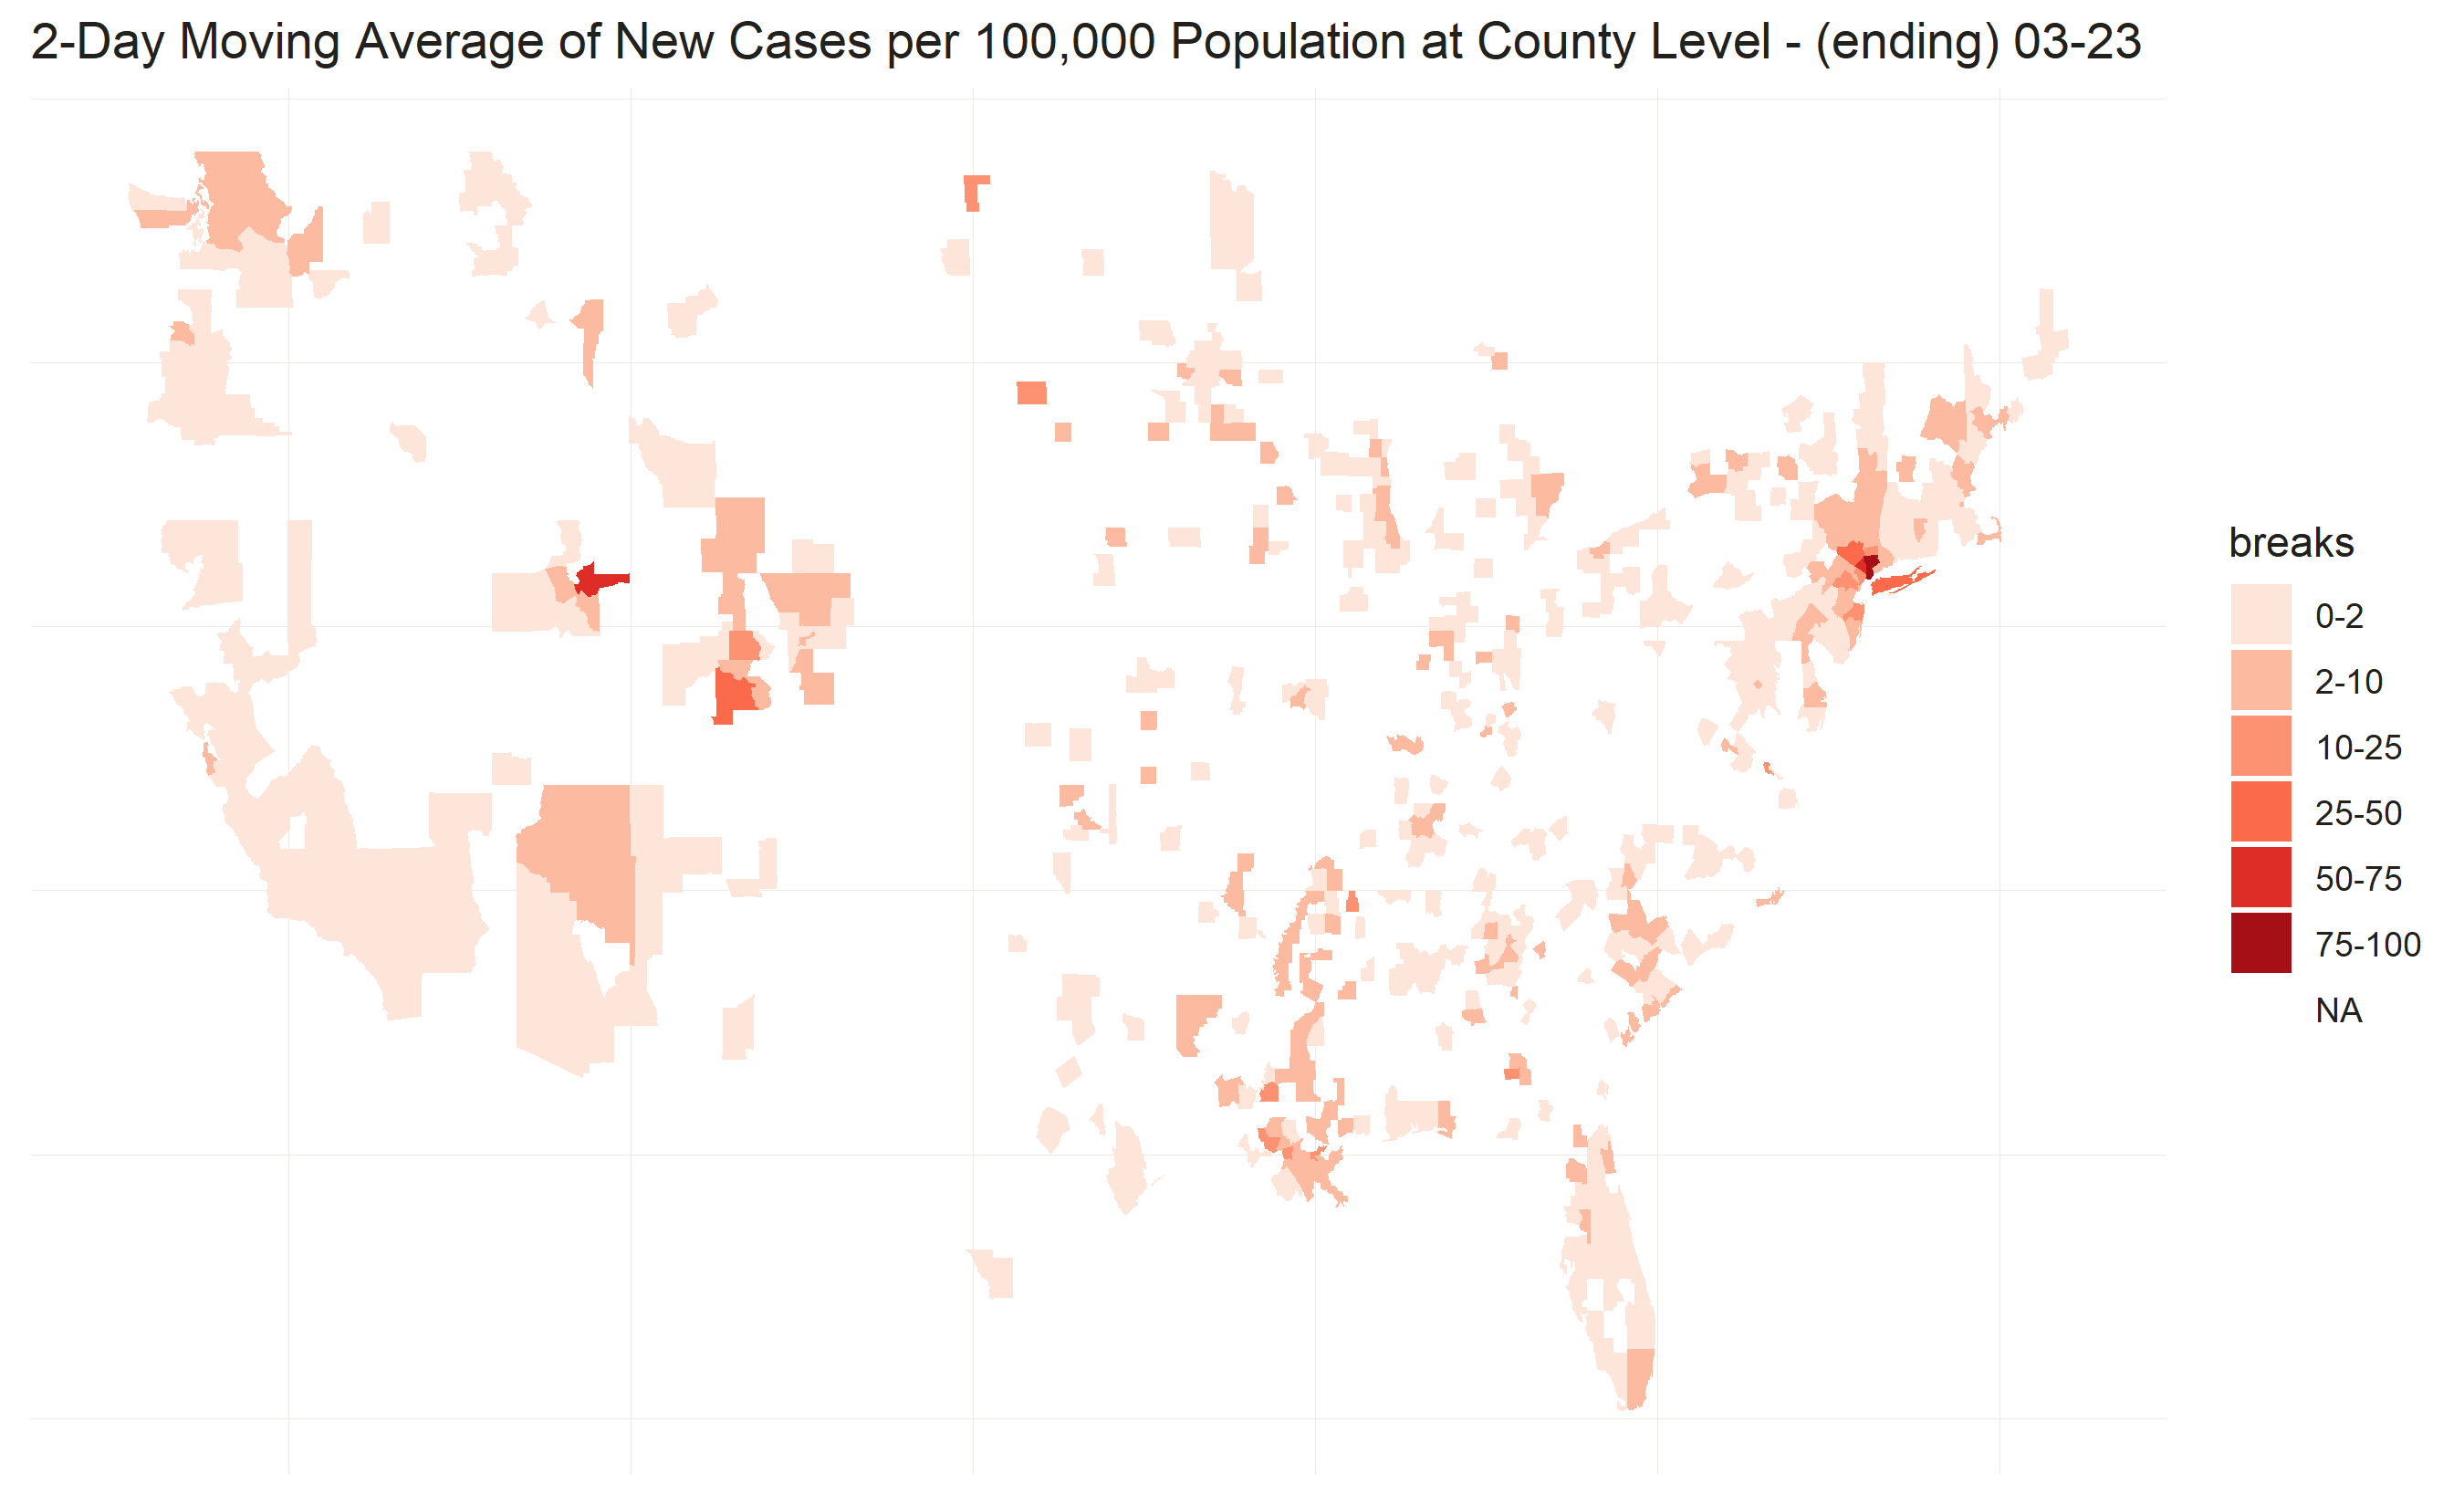 2-Day Moving Average of New Cases per 100,000 Population at County Level - (ending) 03-23
breaks
0-2
2-10
10-25
25-50
50-75
75-100
NA